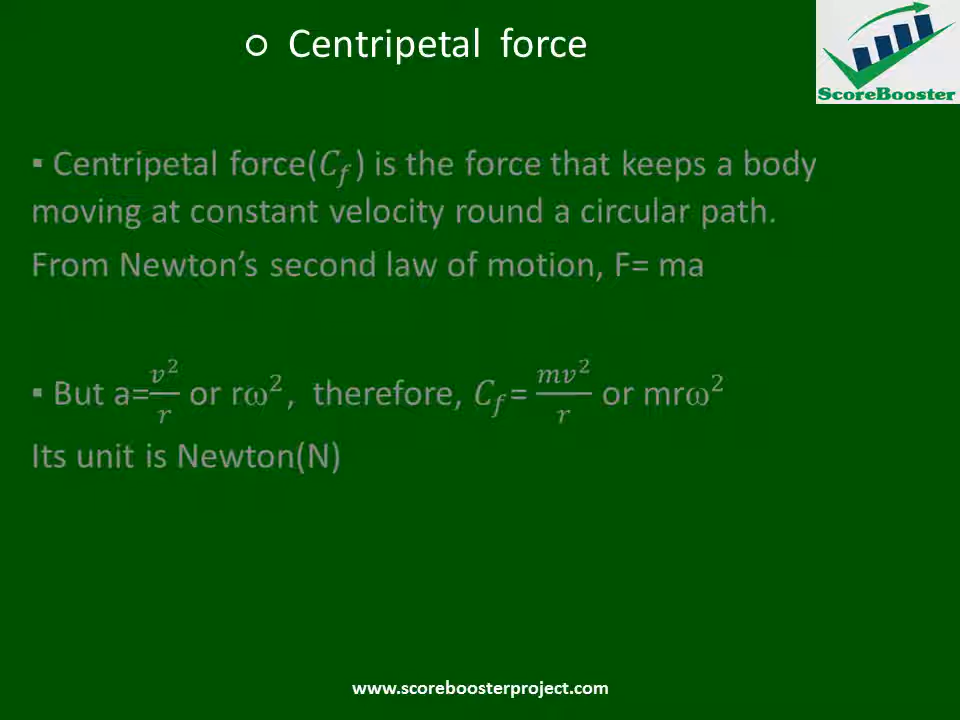 ○ Centripetal force
ScoreBooster
▪ Centripetal force(C_f) is the force that keeps a body
moving at constant velocity round a circular path.
From Newton’s second law of motion, F= ma
▪ But a=v²/r or rω², therefore, C_f= mv²/r or mrω²
Its unit is Newton(N)
www.scoreboosterproject.com